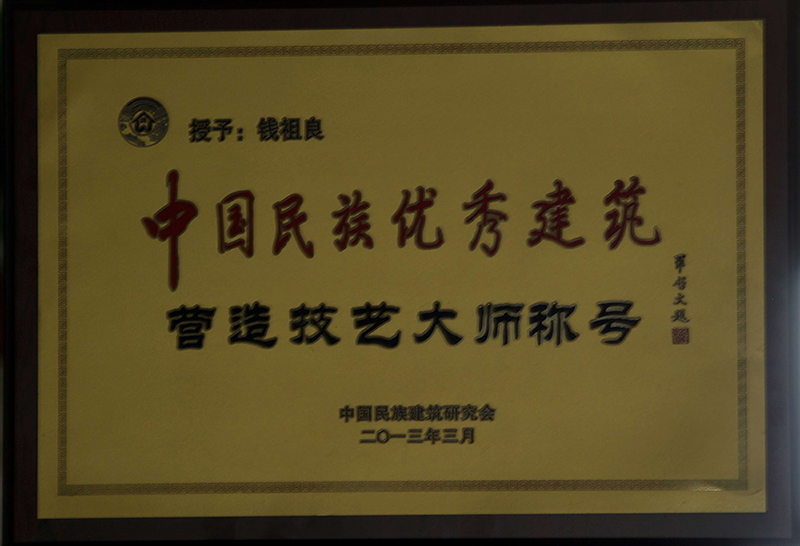 授予：钱祖良
中国民族优秀建筑
营造技艺大师称号
中国民族建筑研究会
二〇一三年三月